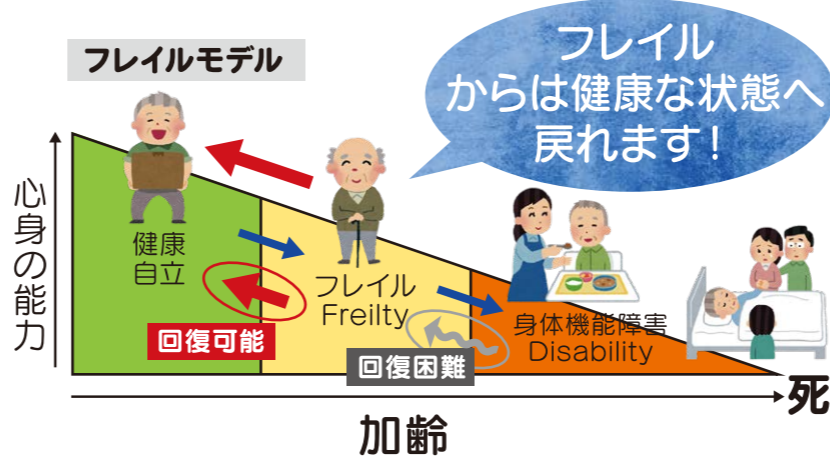 フレイルモデル
フレイル
からは健康な状態へ
戻れます！
心身の能力
健康
自立
フレイル
Freilty
身体機能障害
Disability
回復可能
回復困難
死
加齢